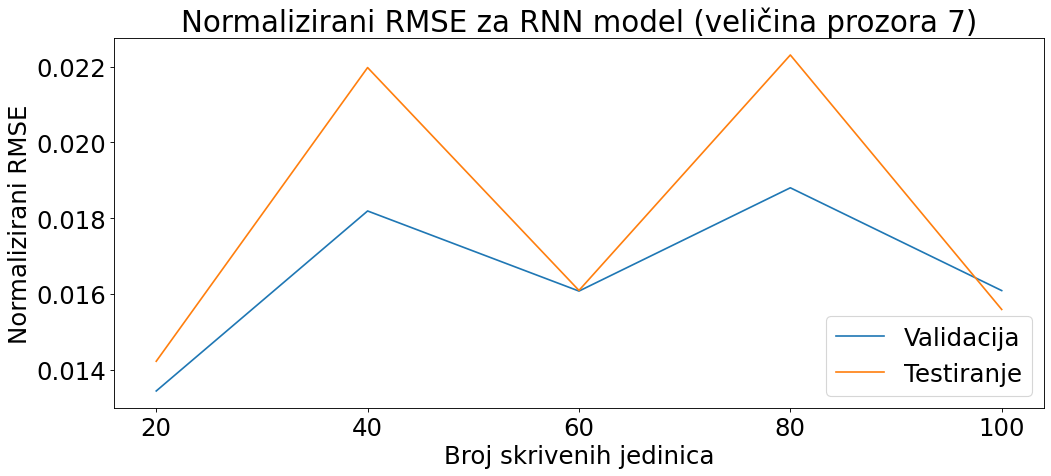 Normalizirani RMSE za RNN model (veličina prozora 7)
Normalizirani RMSE
0.022
0.020
0.018
0.016
0.014
20 40 60 80 100
Broj skrivenih jedinica
Validacija
Testiranje